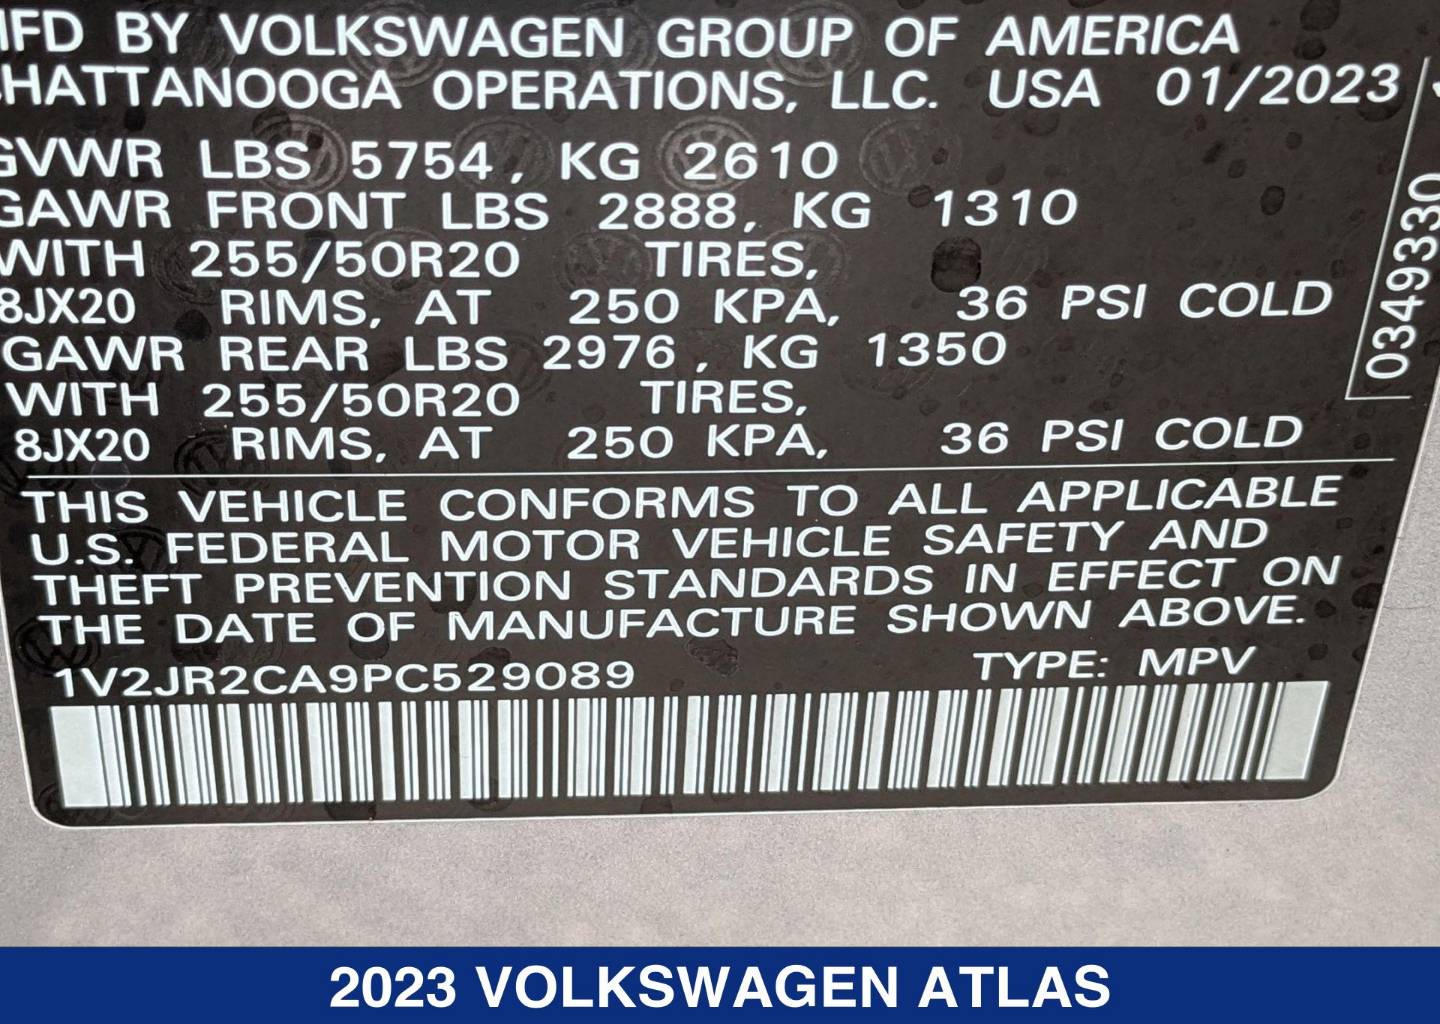 MFD BY VOLKSWAGEN GROUP OF AMERICA
CHATTANOOGA OPERATIONS, LLC. USA 01/2023
GVWR LBS 5754, KG 2610
GAWR FRONT LBS 2888, KG 1310
WITH 255/50R20 TIRES,
8JX20 RIMS, AT 250 KPA, 36 PSI COLD
GAWR REAR LBS 2976, KG 1350
WITH 255/50R20 TIRES,
8JX20 RIMS, AT 250 KPA, 36 PSI COLD
THIS VEHICLE CONFORMS TO ALL APPLICABLE
U.S. FEDERAL MOTOR VEHICLE SAFETY AND
THEFT PREVENTION STANDARDS IN EFFECT ON
THE DATE OF MANUFACTURE SHOWN ABOVE.
1V2JR2CA9PC529089 TYPE: MPV
0349330
2023 VOLKSWAGEN ATLAS